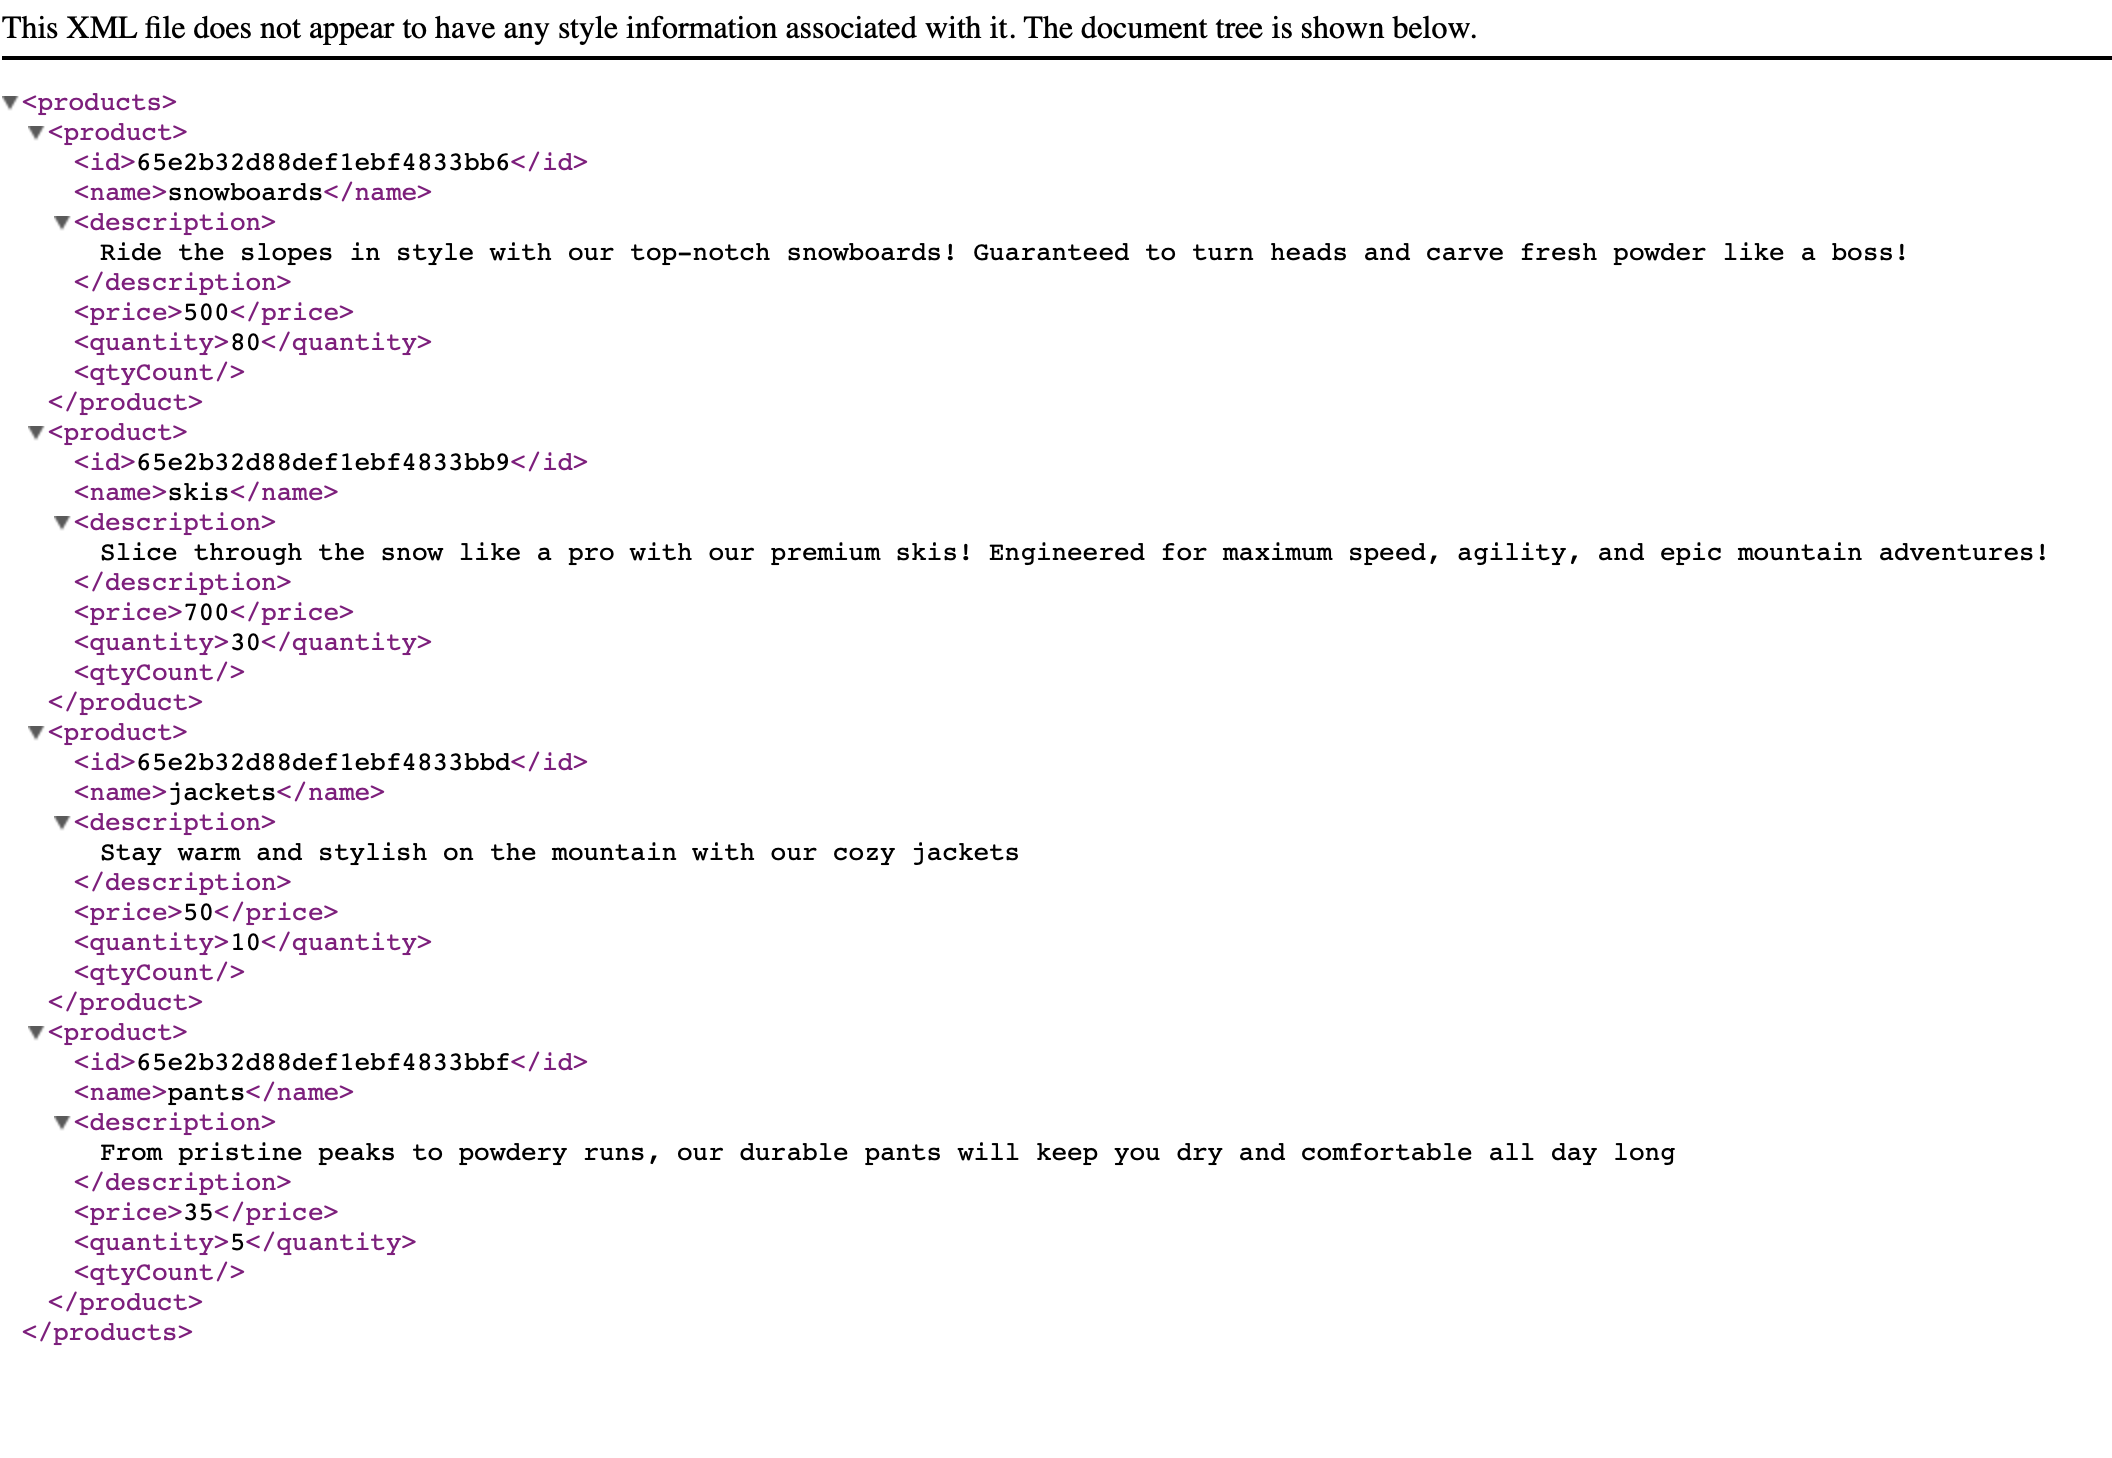 This XML file does not appear to have any style information associated with it. The document tree is shown below.
<products>
<product>
<id>65e2b32d88def1ebf4833bb6</id>
<name>snowboards</name>
<description>
Ride the slopes in style with our top-notch snowboards! Guaranteed to turn heads and carve fresh powder like a boss!
</description>
<price>500</price>
<quantity>80</quantity>
<qtyCount/>
</product>
<product>
<id>65e2b32d88def1ebf4833bb9</id>
<name>skis</name>
<description>
Slice through the snow like a pro with our premium skis! Engineered for maximum speed, agility, and epic mountain adventures!
</description>
<price>700</price>
<quantity>30</quantity>
<qtyCount/>
</product>
<product>
<id>65e2b32d88def1ebf4833bbd</id>
<name>jackets</name>
<description>
Stay warm and stylish on the mountain with our cozy jackets
</description>
<price>50</price>
<quantity>10</quantity>
<qtyCount/>
</product>
<product>
<id>65e2b32d88def1ebf4833bbf</id>
<name>pants</name>
<description>
From pristine peaks to powdery runs, our durable pants will keep you dry and comfortable all day long
</description>
<price>35</price>
<quantity>5</quantity>
<qtyCount/>
</product>
</products>